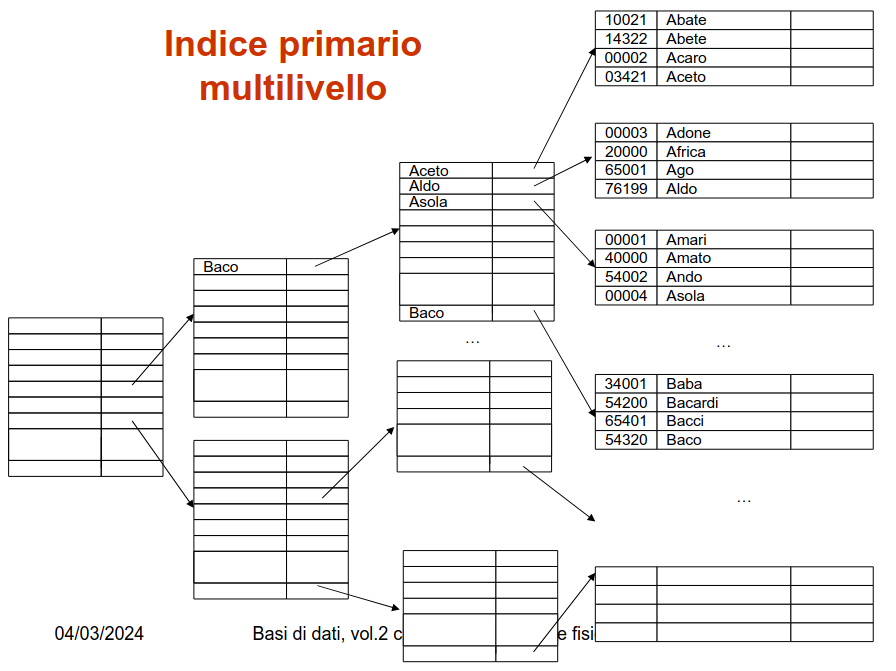 Indice primario
multilivello
10021 Abate
14322 Abete
00002 Acaro
03421 Aceto
00003 Adone
20000 Africa
65001 Ago
76199 Aldo
Aceto
Aldo
Asola
Baco
...
00001 Amari
40000 Amato
54002 Ando
00004 Asola
...
Baco
34001 Baba
54200 Bacardi
65401 Bacci
54320 Baco
...
04/03/2024
Basi di dati, vol.2 c e fisi